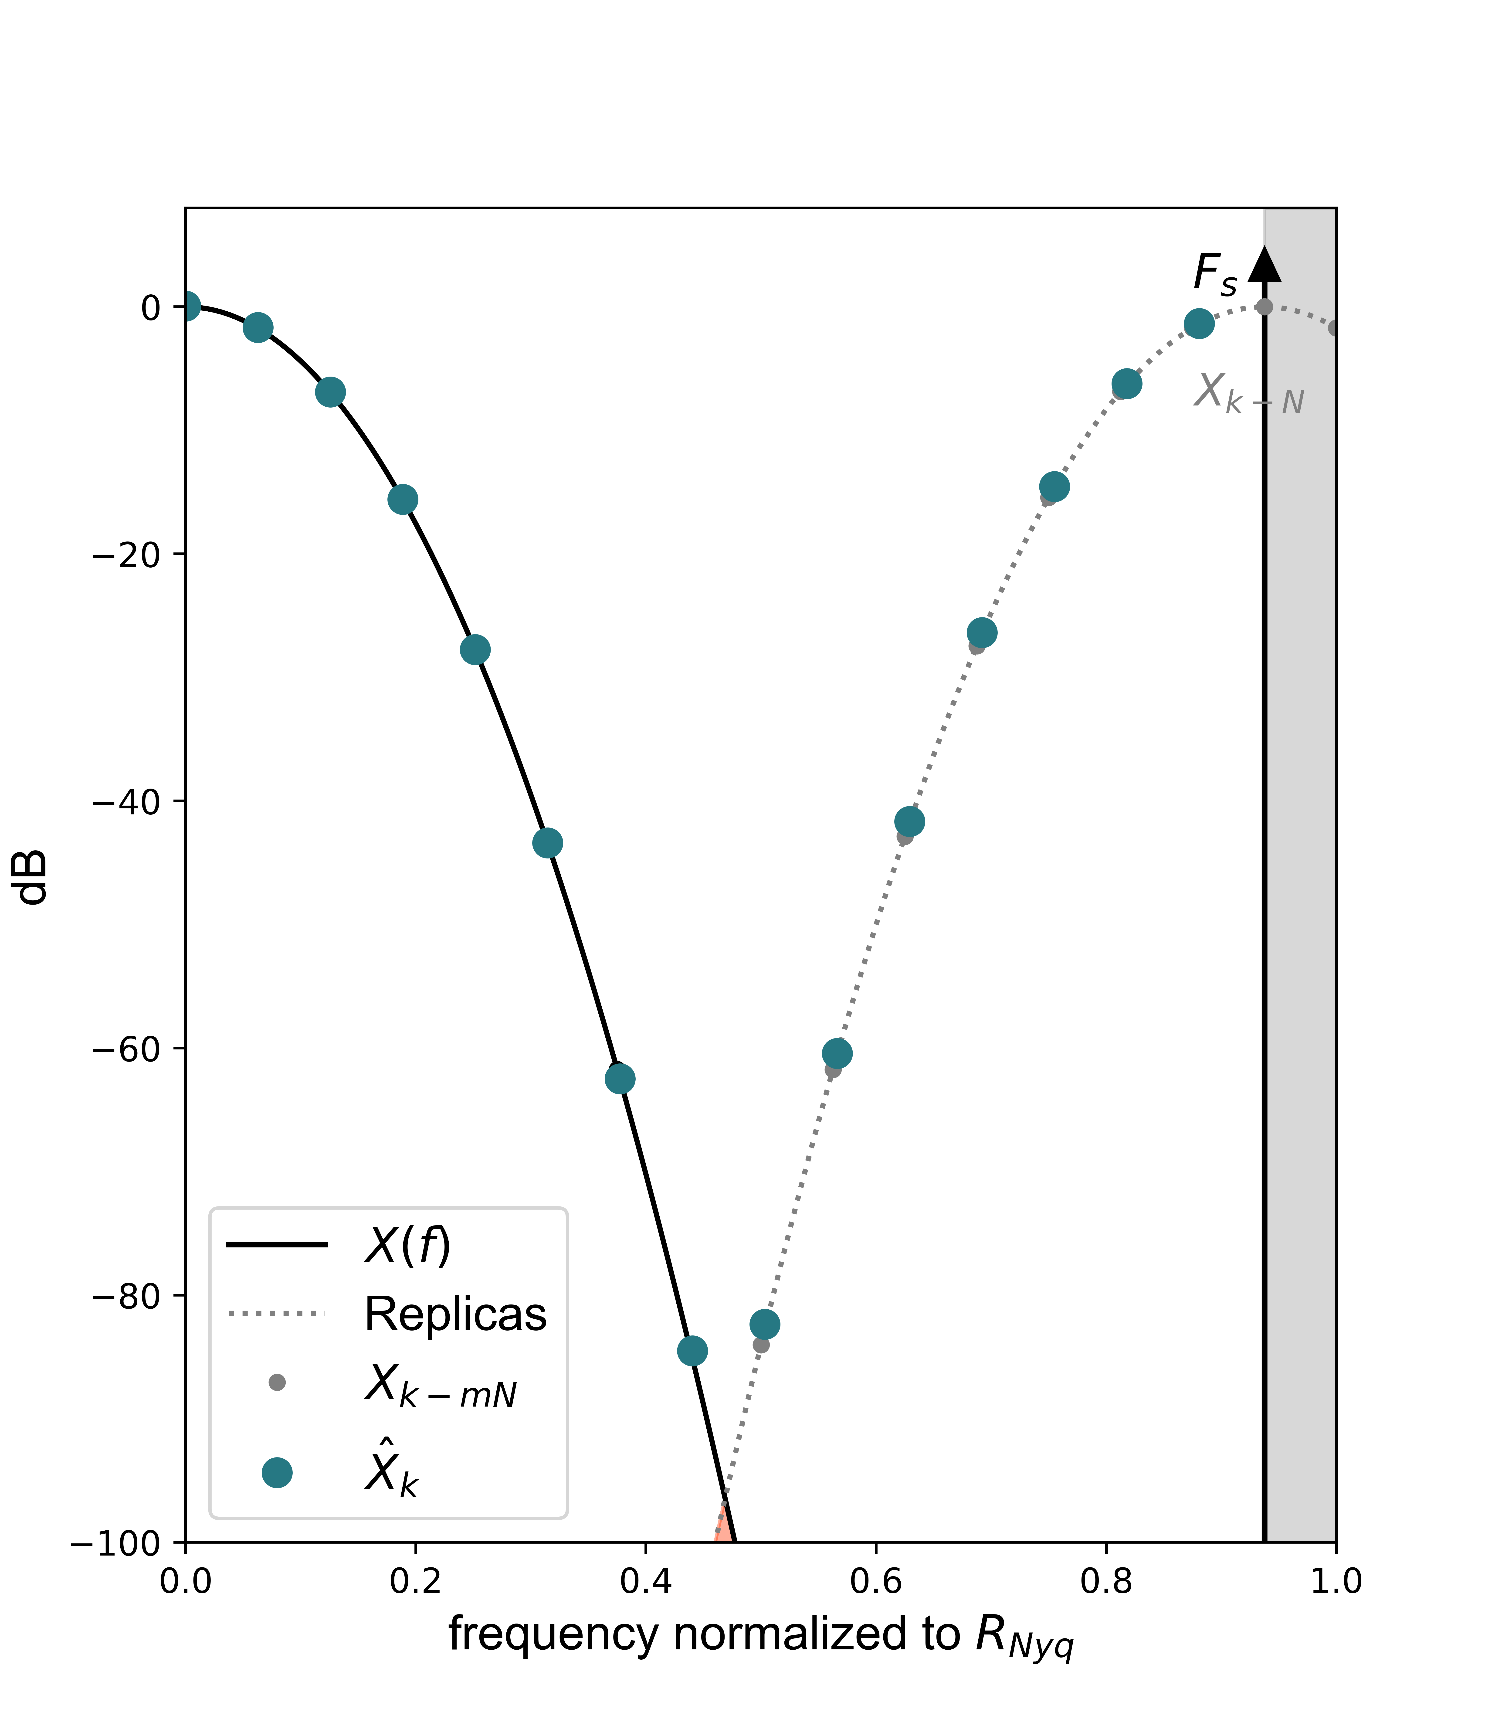 F_s
X_{k-N}
0
−20
−40
−60
−80
−100
dB
X(f)
Replicas
X_{k-mN}
\hat{X}_k
0.0 0.2 0.4 0.6 0.8 1.0
frequency normalized to R_{Nyq}